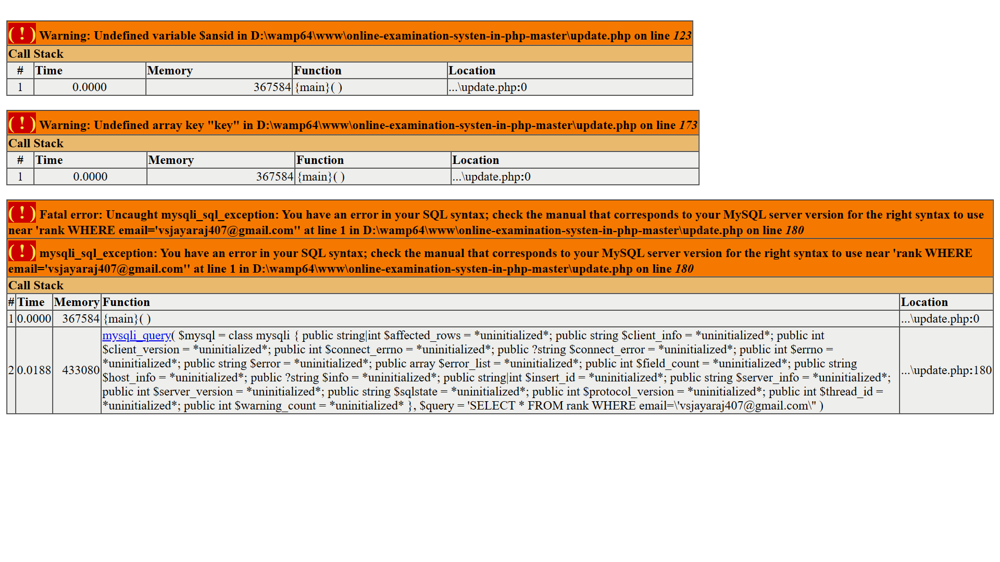 ( ! ) Warning: Undefined variable $ansid in D:\wamp64\www\online-examination-systen-in-php-master\update.php on line 123
Call Stack
# Time Memory Function Location
1 0.0000 367584 {main}( ) ...\update.php:0
( ! ) Warning: Undefined array key "key" in D:\wamp64\www\online-examination-systen-in-php-master\update.php on line 173
Call Stack
# Time Memory Function Location
1 0.0000 367584 {main}( ) ...\update.php:0
( ! ) Fatal error: Uncaught mysqli_sql_exception: You have an error in your SQL syntax; check the manual that corresponds to your MySQL server version for the right syntax to use
near 'rank WHERE email='vsjayaraj407@gmail.com'' at line 1 in D:\wamp64\www\online-examination-systen-in-php-master\update.php on line 180
( ! ) mysqli_sql_exception: You have an error in your SQL syntax; check the manual that corresponds to your MySQL server version for the right syntax to use near 'rank WHERE
email='vsjayaraj407@gmail.com'' at line 1 in D:\wamp64\www\online-examination-systen-in-php-master\update.php on line 180
Call Stack
# Time Memory Function Location
1 0.0000 367584 {main}( ) ...\update.php:0
mysqli_query( $mysql = class mysqli { public string|int $affected_rows = *uninitialized*; public string $client_info = *uninitialized*; public int
$client_version = *uninitialized*; public int $connect_errno = *uninitialized*; public ?string $connect_error = *uninitialized*; public int $errno =
*uninitialized*; public string $error = *uninitialized*; public array $error_list = *uninitialized*; public int $field_count = *uninitialized*; public string
2 0.0188 433080 $host_info = *uninitialized*; public ?string $info = *uninitialized*; public string|int $insert_id = *uninitialized*; public string $server_info = *uninitialized*; ...\update.php:180
public int $server_version = *uninitialized*; public string $sqlstate = *uninitialized*; public int $protocol_version = *uninitialized*; public int $thread_id =
*uninitialized*; public int $warning_count = *uninitialized* }, $query = 'SELECT * FROM rank WHERE email=\'vsjayaraj407@gmail.com\'' )